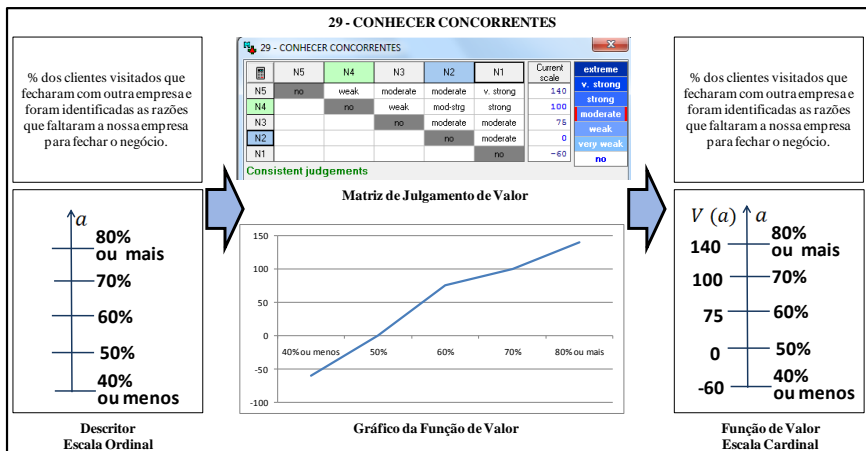 29 - CONHECER CONCORRENTES
% dos clientes visitados que
fecharam com outra empresa e
foram identificadas as razões
que faltaram a nossa empresa
para fechar o negócio.
a
80%
ou mais
70%
60%
50%
40%
ou menos
Descritor
Escala Ordinal
29 - CONHECER CONCORRENTES
x
N5 N4 N3 N2 N1 Current scale
N5 no weak moderate moderate v. strong 140
N4 no weak mod-strg strong 100
N3 no moderate moderate 75
N2 no moderate 0
N1 no -60
Consistent judgements
extreme
v. strong
strong
moderate
weak
very weak
no
Matriz de Julgamento de Valor
150
100
50
0
-50
-100
40% ou menos 50% 60% 70% 80% ou mais
Gráfico da Função de Valor
% dos clientes visitados que
fecharam com outra empresa e
foram identificadas as razões
que faltaram a nossa empresa
para fechar o negócio.
V (a) a
140 80%
ou mais
100 70%
75 60%
0 50%
-60 40%
ou menos
Função de Valor
Escala Cardinal